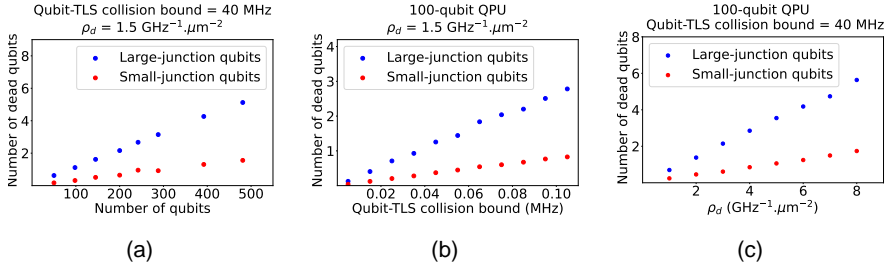 Qubit-TLS collision bound = 40 MHz
ρd = 1.5 GHz⁻¹.μm⁻²
Number of dead qubits
8
6
4
2
Large-junction qubits
Small-junction qubits
100 200 300 400 500
Number of qubits
(a)
100-qubit QPU
ρd = 1.5 GHz⁻¹.μm⁻²
Number of dead qubits
4
3
2
1
Large-junction qubits
Small-junction qubits
0.02 0.04 0.06 0.08 0.10
Qubit-TLS collision bound (MHz)
(b)
100-qubit QPU
Qubit-TLS collision bound = 40 MHz
Number of dead qubits
8
6
4
2
Large-junction qubits
Small-junction qubits
2 4 6 8
ρd (GHz⁻¹.μm⁻²)
(c)